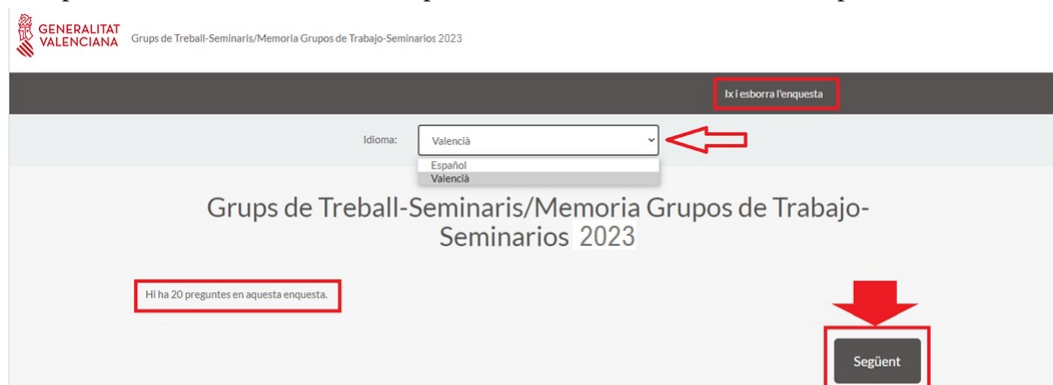 GENERALITAT
VALENCIANA
Grups de Treball-Seminaris/Memoria Grupos de Trabajo-Seminarios 2023
Ix i esborra l'enquesta
Idioma:
Valencià
Español
Valencià
Grups de Treball-Seminaris/Memoria Grupos de Trabajo-
Seminarios 2023
Hi ha 20 preguntes en aquesta enquesta.
Següent